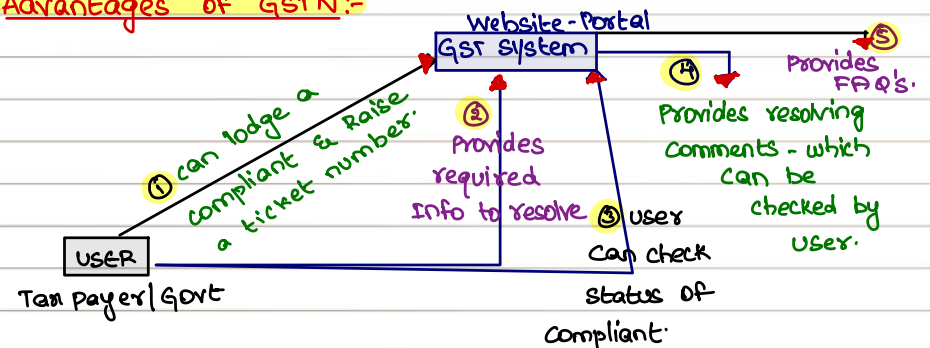 Advantages of GSTN:-
Website-Portal
GST System
① can lodge a
compliant & Raise
a ticket number.
②
Provides
required
Info to resolve
③ user
can check
status of
compliant.
④
Provides resolving
comments - which
can be
checked by
user.
⑤
Provides
FAQ's.
USER
Tax payer/Govt